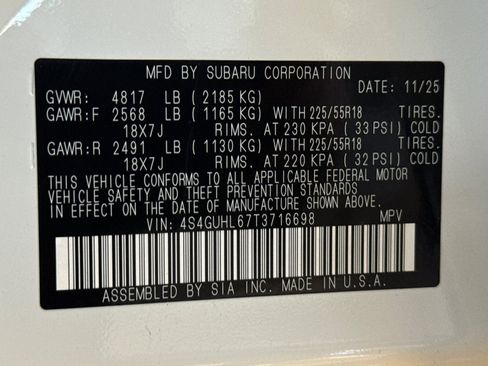 MFD BY SUBARU CORPORATION
DATE: 11/25
GVWR: 4817 LB (2185 KG)
GAWR:F 2568 LB (1165 KG) WITH 225/55R18 TIRES.
18X7J RIMS. AT 230 KPA (33 PSI) COLD
GAWR:R 2491 LB (1130 KG) WITH 225/55R18 TIRES.
18X7J RIMS. AT 220 KPA (32 PSI) COLD
THIS VEHICLE CONFORMS TO ALL APPLICABLE FEDERAL MOTOR
VEHICLE SAFETY AND THEFT PREVENTION STANDARDS
IN EFFECT ON THE DATE OF MANUFACTURE SHOWN ABOVE.
VIN: 4S4GUHL67T3716698 MPV
ASSEMBLED BY SIA INC. MADE IN U.S.A.